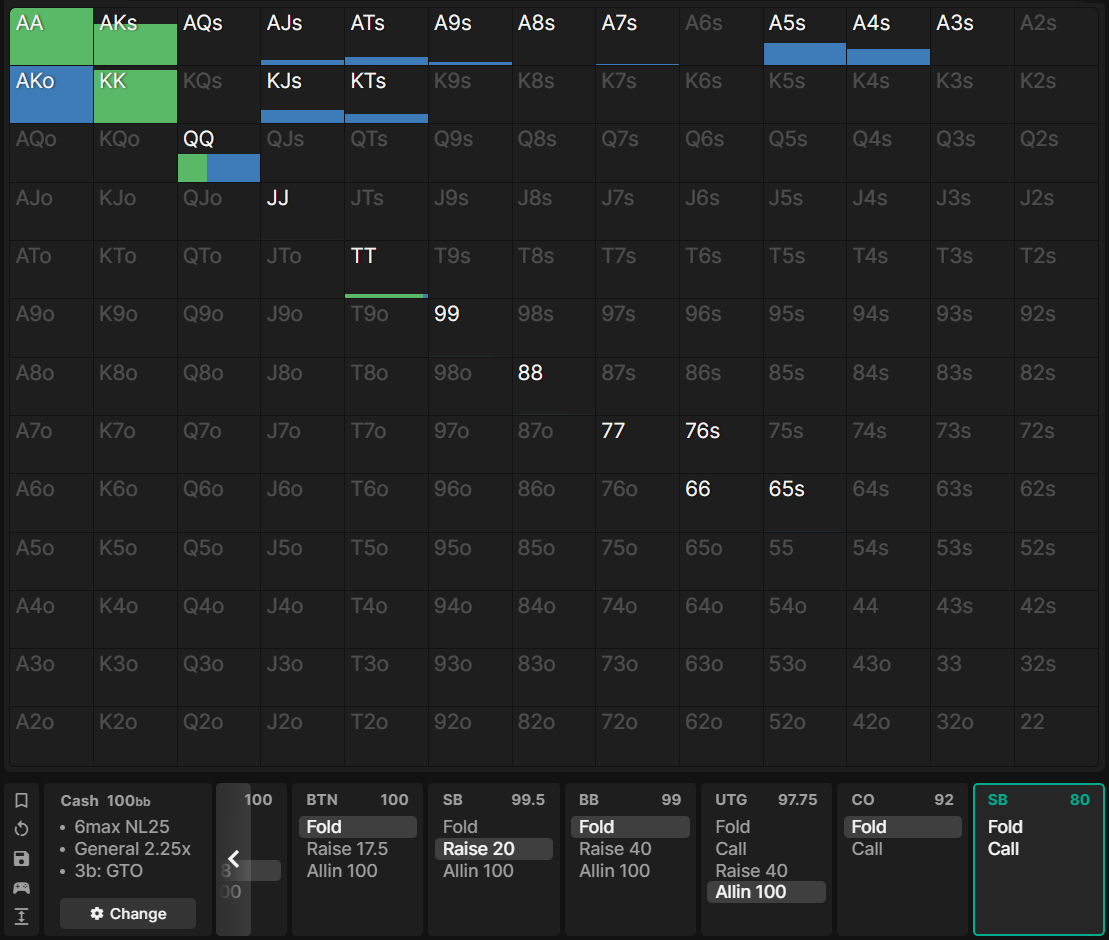 AA AKs AQs AJs ATs A9s A8s A7s A6s A5s A4s A3s A2s
AKo KK KQs KJs KTs K9s K8s K7s K6s K5s K4s K3s K2s
AQo KQo QQ QJs QTs Q9s Q8s Q7s Q6s Q5s Q4s Q3s Q2s
AJo KJo QJo JJ JTs J9s J8s J7s J6s J5s J4s J3s J2s
ATo KTo QTo JTo TT T9s T8s T7s T6s T5s T4s T3s T2s
A9o K9o Q9o J9o T9o 99 98s 97s 96s 95s 94s 93s 92s
A8o K8o Q8o J8o T8o 98o 88 87s 86s 85s 84s 83s 82s
A7o K7o Q7o J7o T7o 97o 87o 77 76s 75s 74s 73s 72s
A6o K6o Q6o J6o T6o 96o 86o 76o 66 65s 64s 63s 62s
A5o K5o Q5o J5o T5o 95o 85o 75o 65o 55 54s 53s 52s
A4o K4o Q4o J4o T4o 94o 84o 74o 64o 54o 44 43s 42s
A3o K3o Q3o J3o T3o 93o 83o 73o 63o 53o 43o 33 32s
A2o K2o Q2o J2o T2o 92o 82o 72o 62o 52o 42o 32o 22
Cash 100bb
• 6max NL25
• General 2.25x
• 3b: GTO
Change
100
8
00
BTN 100
Fold
Raise 17.5
Allin 100
SB 99.5
Fold
Raise 20
Allin 100
BB 99
Fold
Raise 40
Allin 100
UTG 97.75
Fold
Call
Raise 40
Allin 100
CO 92
Fold
Call
SB 80
Fold
Call